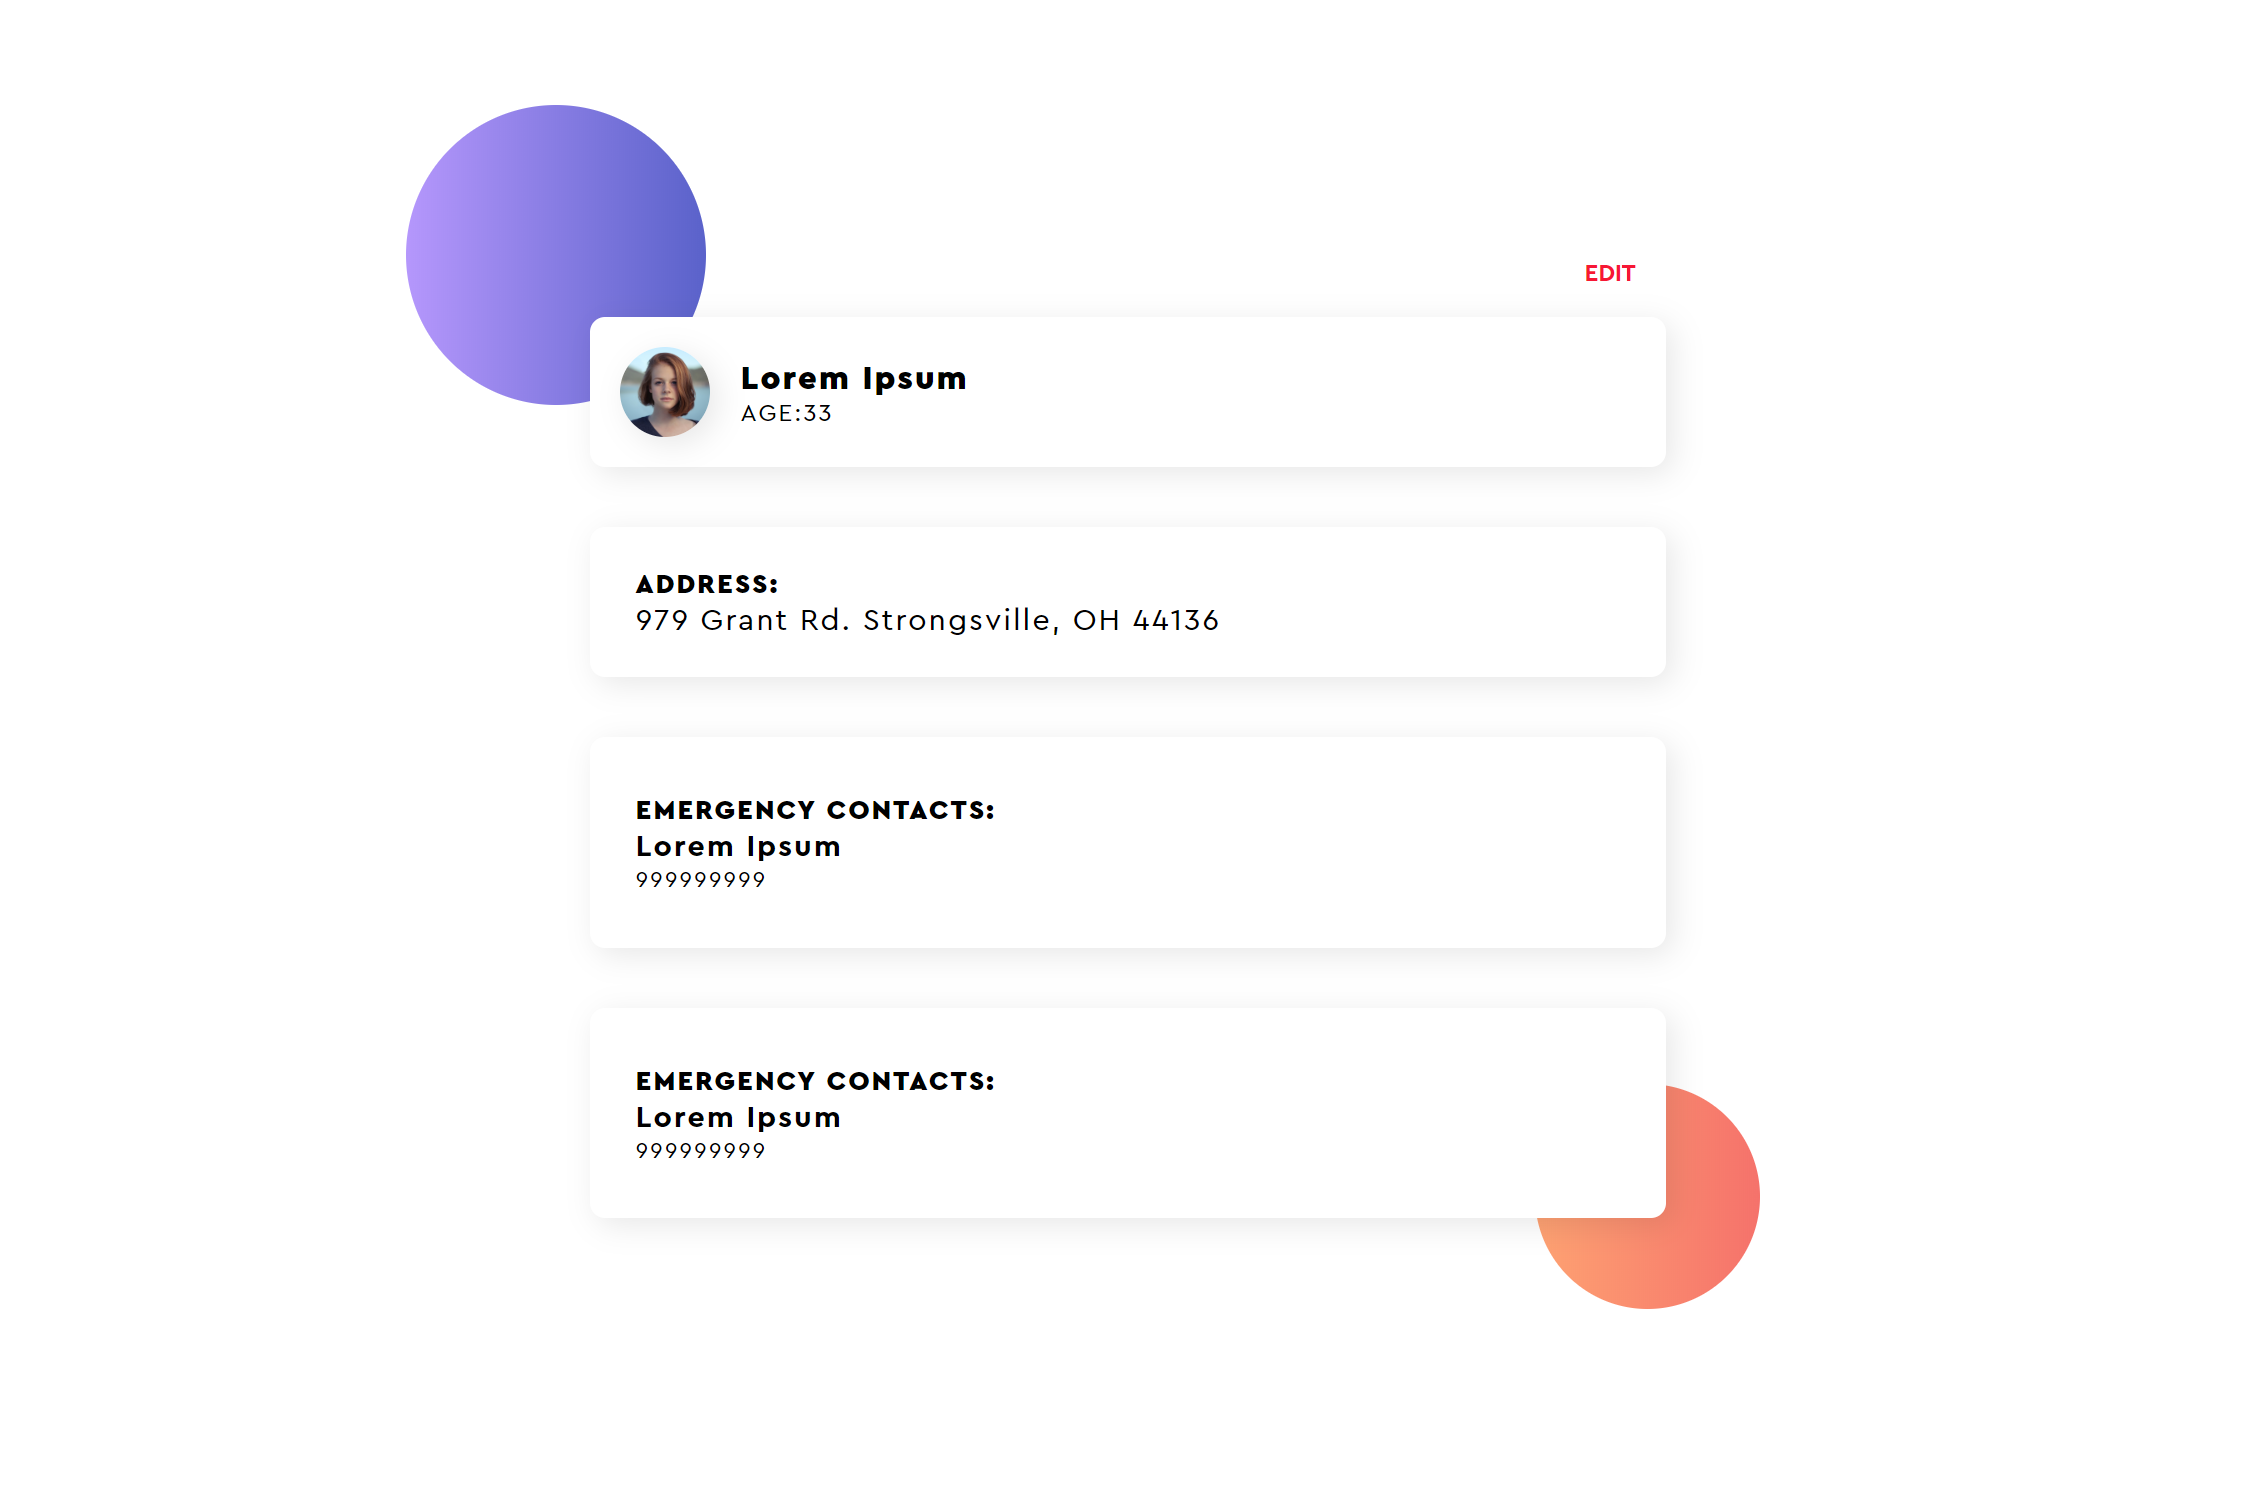 EDIT
Lorem Ipsum
AGE:33
ADDRESS:
979 Grant Rd. Strongsville, OH 44136
EMERGENCY CONTACTS:
Lorem Ipsum
999999999
EMERGENCY CONTACTS:
Lorem Ipsum
999999999